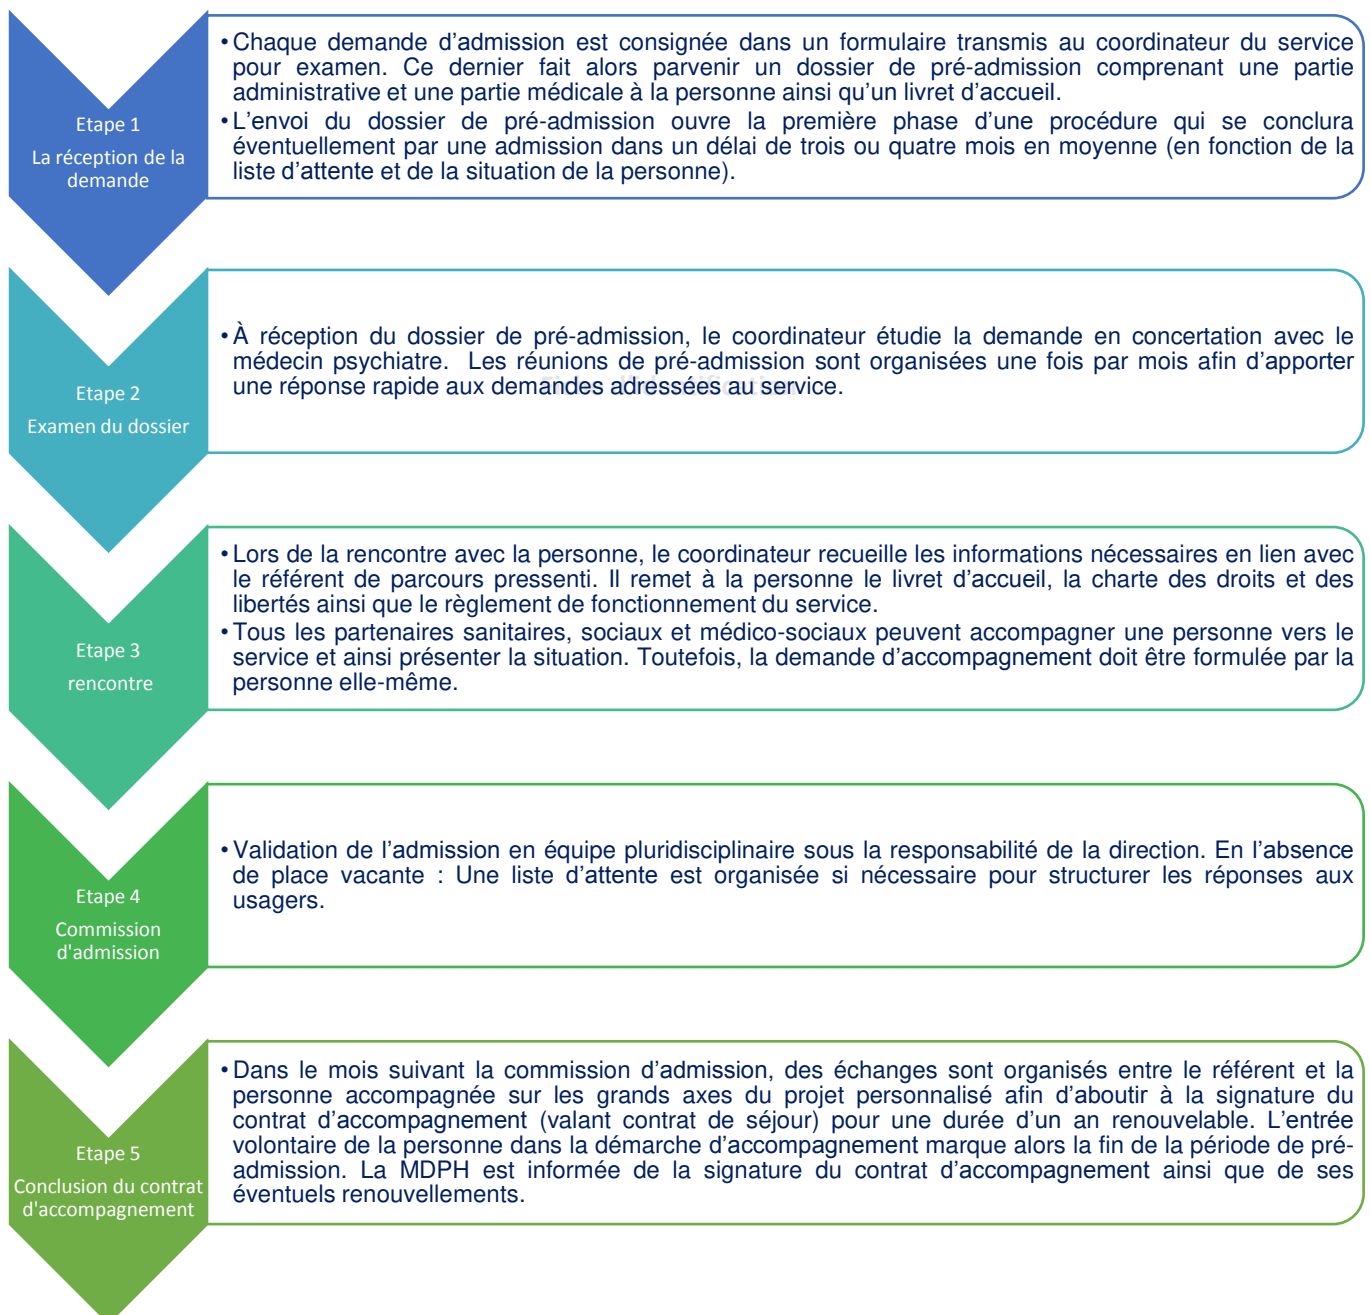 Etape 1
La réception de la
demande
• Chaque demande d'admission est consignée dans un formulaire transmis au coordinateur du service
pour examen. Ce dernier fait alors parvenir un dossier de pré-admission comprenant une partie
administrative et une partie médicale à la personne ainsi qu'un livret d'accueil.
• L'envoi du dossier de pré-admission ouvre la première phase d'une procédure qui se conclura
éventuellement par une admission dans un délai de trois ou quatre mois en moyenne (en fonction de la
liste d'attente et de la situation de la personne).
Etape 2
Examen du dossier
• À réception du dossier de pré-admission, le coordinateur étudie la demande en concertation avec le
médecin psychiatre. Les réunions de pré-admission sont organisées une fois par mois afin d'apporter
une réponse rapide aux demandes adressées au service.
Etape 3
rencontre
• Lors de la rencontre avec la personne, le coordinateur recueille les informations nécessaires en lien avec
le référent de parcours pressenti. Il remet à la personne le livret d'accueil, la charte des droits et des
libertés ainsi que le règlement de fonctionnement du service.
• Tous les partenaires sanitaires, sociaux et médico-sociaux peuvent accompagner une personne vers le
service et ainsi présenter la situation. Toutefois, la demande d'accompagnement doit être formulée par la
personne elle-même.
Etape 4
Commission
d'admission
• Validation de l'admission en équipe pluridisciplinaire sous la responsabilité de la direction. En l'absence
de place vacante : Une liste d'attente est organisée si nécessaire pour structurer les réponses aux
usagers.
Etape 5
Conclusion du contrat
d'accompagnement
• Dans le mois suivant la commission d'admission, des échanges sont organisés entre le référent et la
personne accompagnée sur les grands axes du projet personnalisé afin d'aboutir à la signature du
contrat d'accompagnement (valant contrat de séjour) pour une durée d'un an renouvelable. L'entrée
volontaire de la personne dans la démarche d'accompagnement marque alors la fin de la période de pré-
admission. La MDPH est informée de la signature du contrat d'accompagnement ainsi que de ses
éventuels renouvellements.